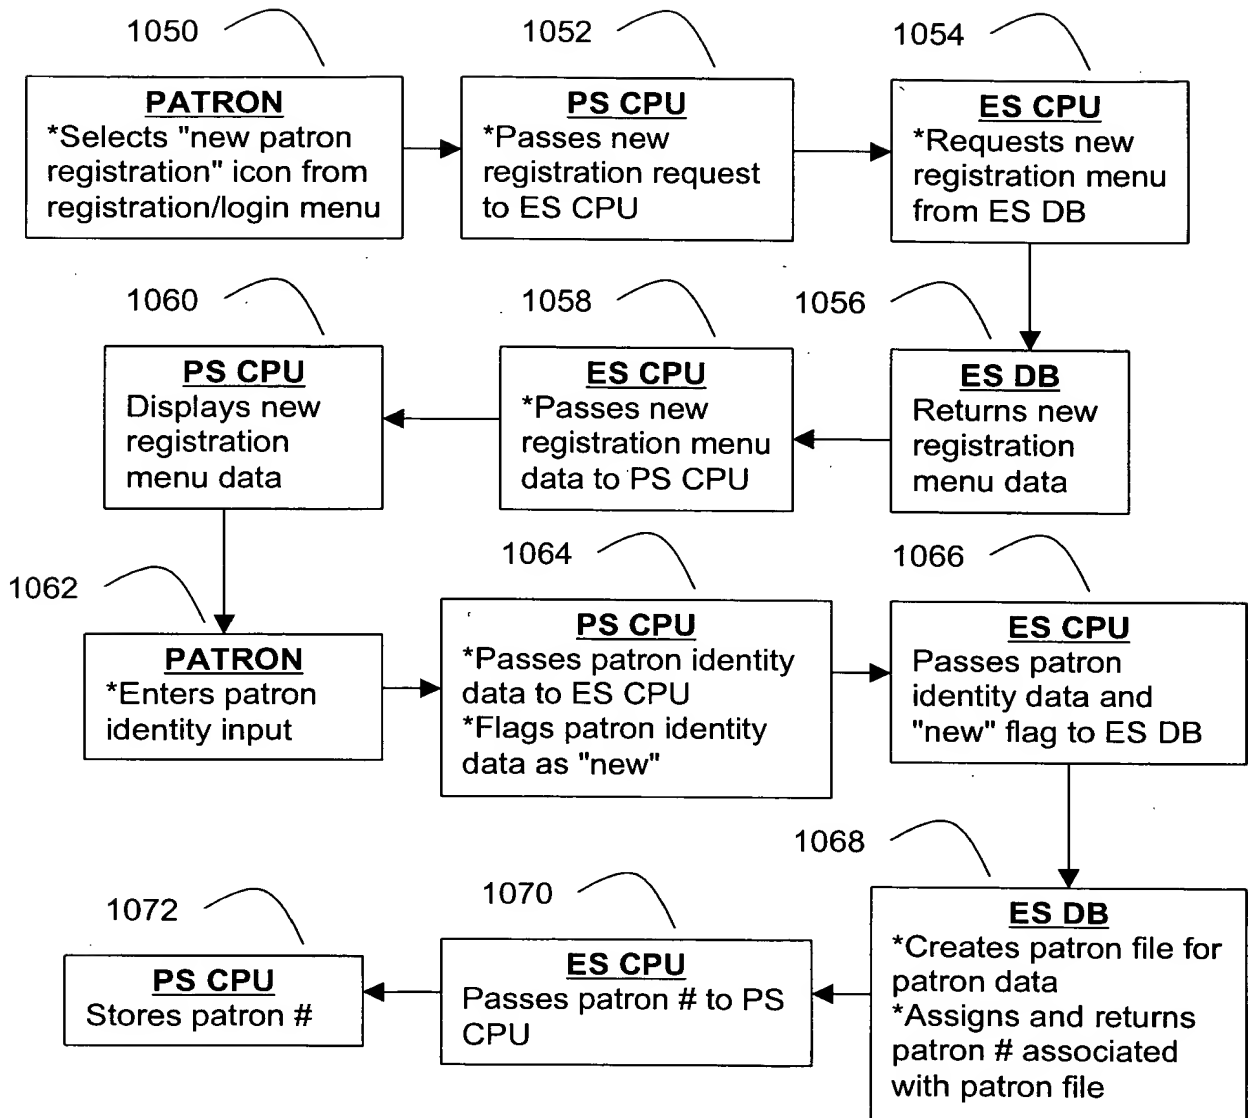 1050
PATRON
*Selects "new patron
registration" icon from
registration/login menu
1052
PS CPU
*Passes new
registration request
to ES CPU
1054
ES CPU
*Requests new
registration menu
from ES DB
1056
ES DB
Returns new
registration
menu data
1058
ES CPU
*Passes new
registration menu
data to PS CPU
1060
PS CPU
Displays new
registration
menu data
1062
PATRON
*Enters patron
identity input
1064
PS CPU
*Passes patron identity
data to ES CPU
*Flags patron identity
data as "new"
1066
ES CPU
Passes patron
identity data and
"new" flag to ES DB
1068
ES DB
*Creates patron file for
patron data
*Assigns and returns
patron # associated
with patron file
1070
ES CPU
Passes patron # to PS
CPU
1072
PS CPU
Stores patron #